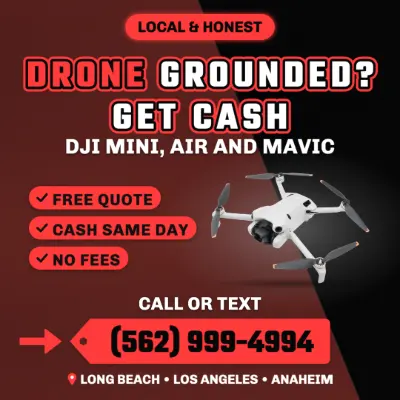 LOCAL & HONEST
DRONE GROUNDED?
GET CASH
DJI MINI, AIR AND MAVIC
FREE QUOTE
CASH SAME DAY
NO FEES
CALL OR TEXT
(562) 999-4994
LONG BEACH • LOS ANGELES • ANAHEIM